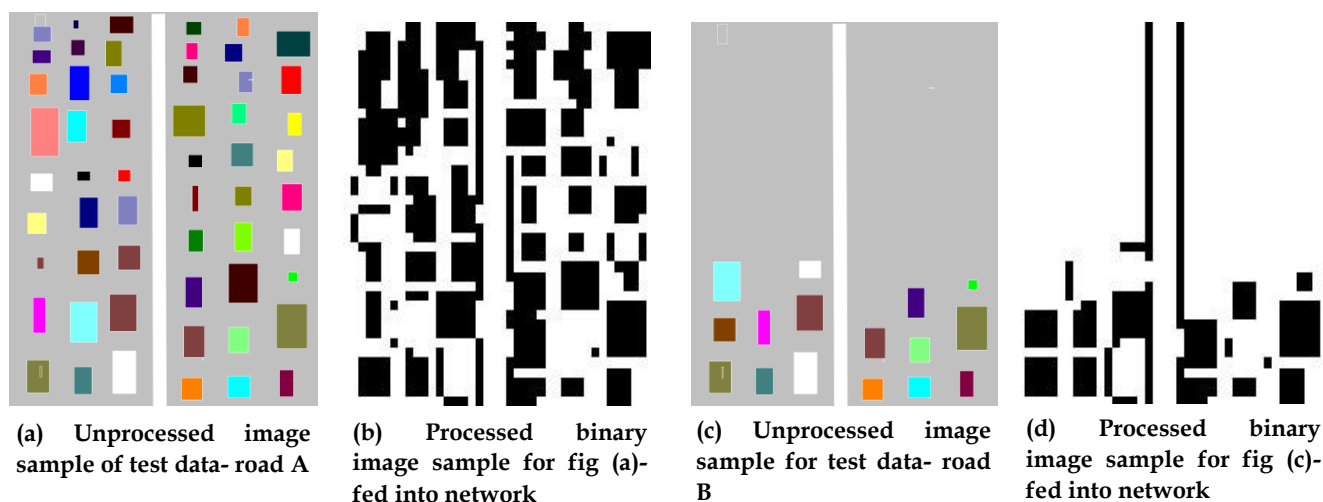 (a) Unprocessed image
sample of test data- road A
(b) Processed binary
image sample for fig (a)-
fed into network
(c) Unprocessed image
sample for test data- road
B
(d) Processed binary
image sample for fig (c)-
fed into network